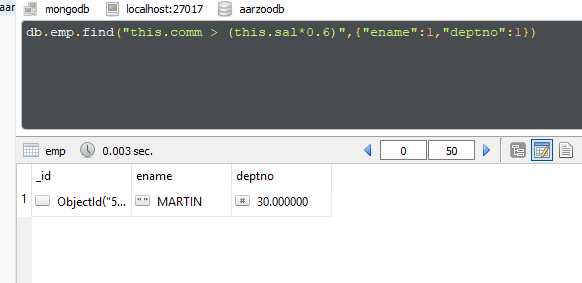 aar
mongodb localhost:27017 aarzoodb
db.emp.find("this.comm > (this.sal*0.6)",{"ename":1,"deptno":1})
emp 0.003 sec. 0 50
_id ename deptno
1 ObjectId("5... "" MARTIN # 30.000000